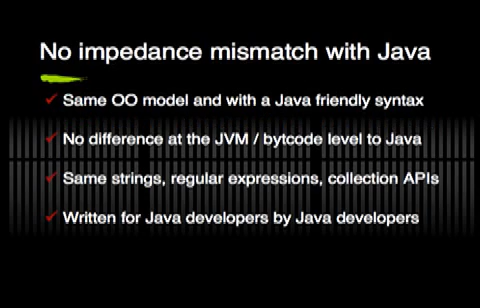 No impedance mismatch with Java
Same OO model and with a Java friendly syntax
No difference at the JVM / bytcode level to Java
Same strings, regular expressions, collection APIs
Written for Java developers by Java developers